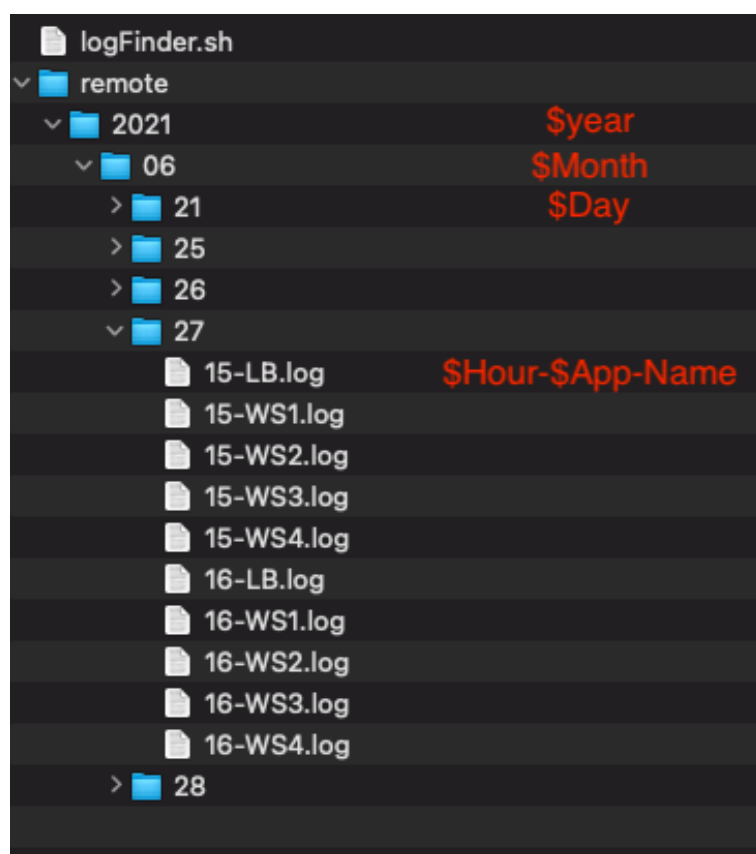 logFinder.sh
remote
2021 $year
06 $Month
21 $Day
25
26
27
15-LB.log $Hour-$App-Name
15-WS1.log
15-WS2.log
15-WS3.log
15-WS4.log
16-LB.log
16-WS1.log
16-WS2.log
16-WS3.log
16-WS4.log
28